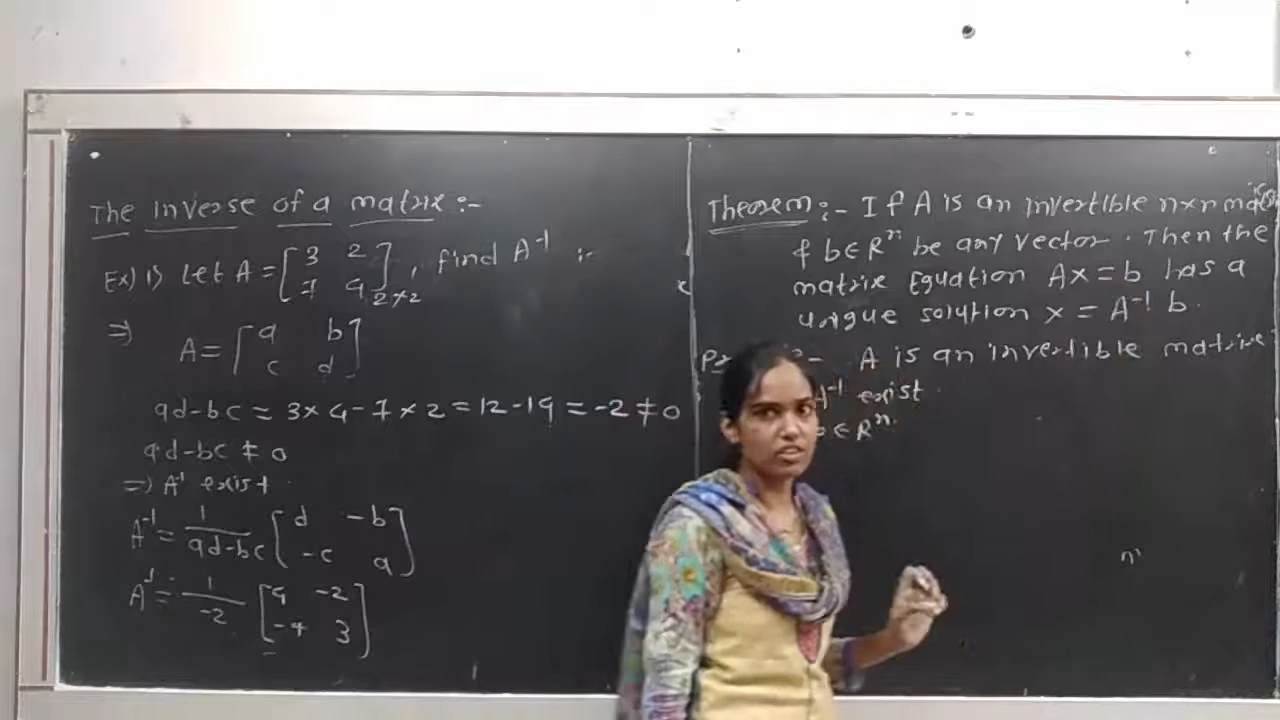 The Inverse of a matrix :-
Ex) 1) Let A = [3 2; 7 4]2×2, find A⁻¹ :-
⇒ A = [a b; c d]
ad-bc = 3×4-7×2 = 12-14 = -2 ≠ 0
ad-bc ≠ 0
⇒ A⁻¹ exist.
A⁻¹ = 1/ad-bc [d -b; -c a]
A⁻¹ = 1/-2 [4 -2; -7 3]
Theorem :- If A is an invertible n×n
& b∈Rⁿ be any vector. Then the
matrix Equation Ax = b has a
unique solution x = A⁻¹ b.
A is an invertible matrix
A⁻¹ exist.
b∈Rⁿ.